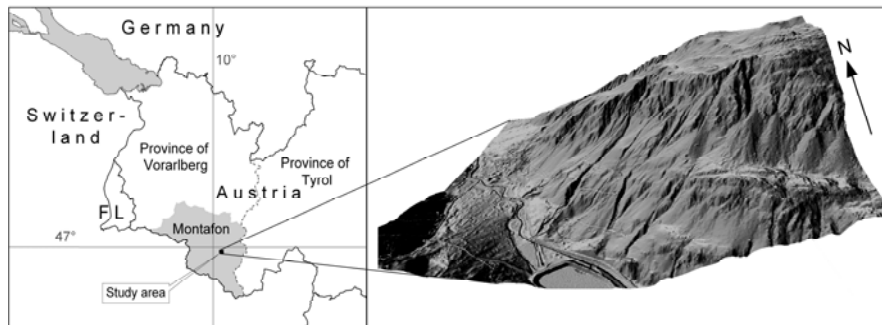 Germany
10°
Switzer-
land
Province of
Vorarlberg
Province of
Tyrol
Austria
FL
Montafon
47°
Study area
N